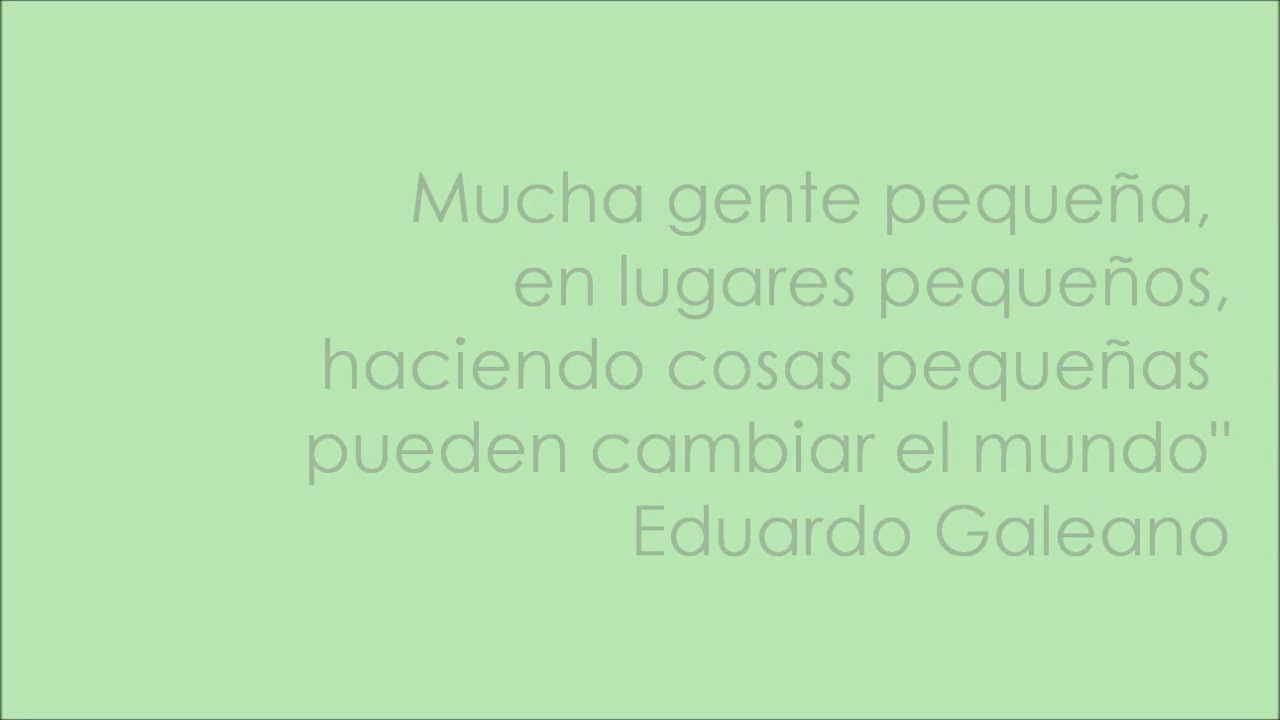 Mucha gente pequeña,
en lugares pequeños,
haciendo cosas pequeñas
pueden cambiar el mundo"
Eduardo Galeano